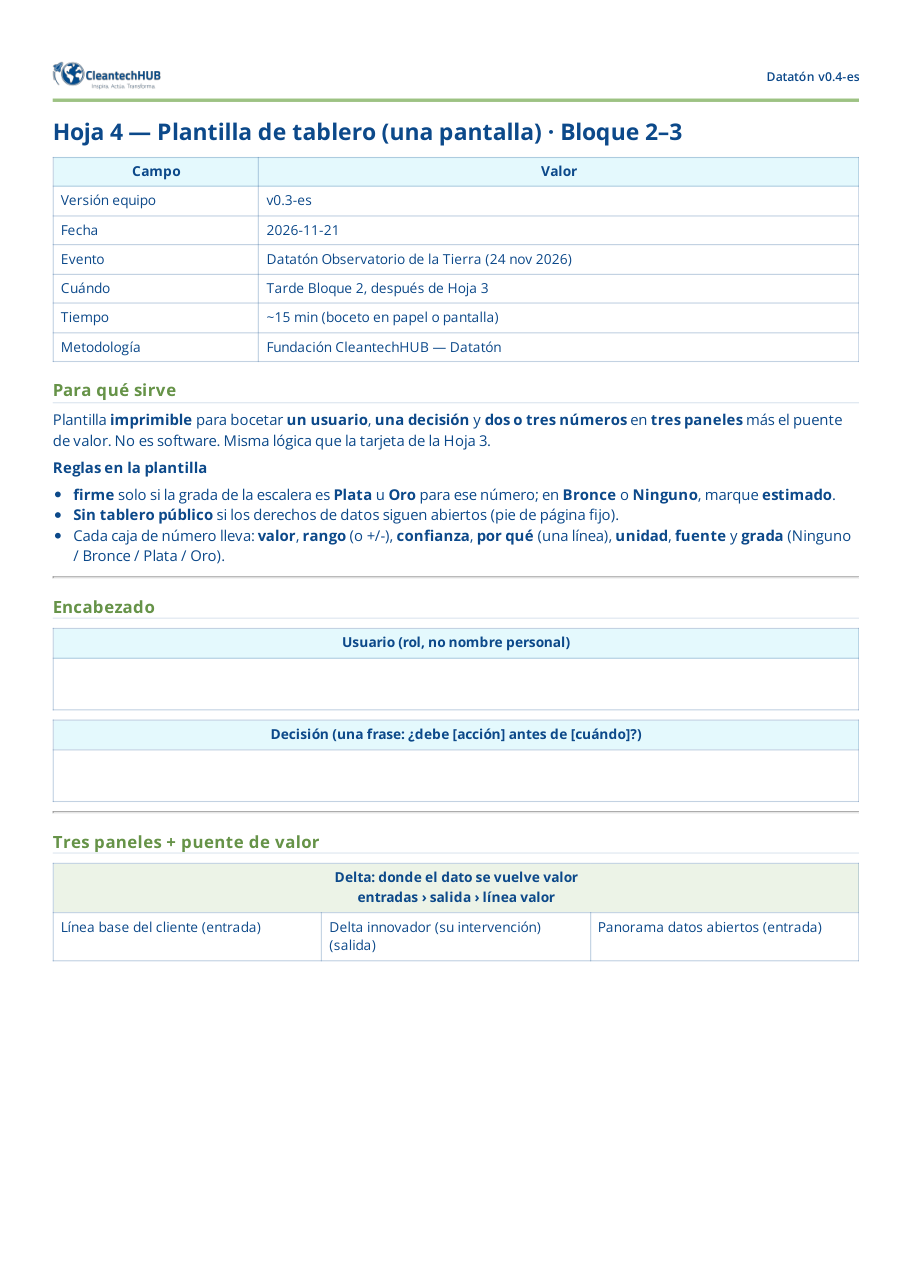 CleantechHUB
Inspira. Actúa. Transforma.
Datatón v0.4-es
Hoja 4 — Plantilla de tablero (una pantalla) · Bloque 2–3
Campo Valor
Versión equipo v0.3-es
Fecha 2026-11-21
Evento Datatón Observatorio de la Tierra (24 nov 2026)
Cuándo Tarde Bloque 2, después de Hoja 3
Tiempo ~15 min (boceto en papel o pantalla)
Metodología Fundación CleantechHUB — Datatón
Para qué sirve
Plantilla imprimible para bocetar un usuario, una decisión y dos o tres números en tres paneles más el puente
de valor. No es software. Misma lógica que la tarjeta de la Hoja 3.
Reglas en la plantilla
• firme solo si la grada de la escalera es Plata u Oro para ese número; en Bronce o Ninguno, marque estimado.
• Sin tablero público si los derechos de datos siguen abiertos (pie de página fijo).
• Cada caja de número lleva: valor, rango (o +/-), confianza, por qué (una línea), unidad, fuente y grada (Ninguno
/ Bronce / Plata / Oro).
Encabezado
Usuario (rol, no nombre personal)
Decisión (una frase: ¿debe [acción] antes de [cuándo]?)
Tres paneles + puente de valor
Delta: donde el dato se vuelve valor
entradas › salida › línea valor
Línea base del cliente (entrada)
Delta innovador (su intervención)
(salida)
Panorama datos abiertos (entrada)